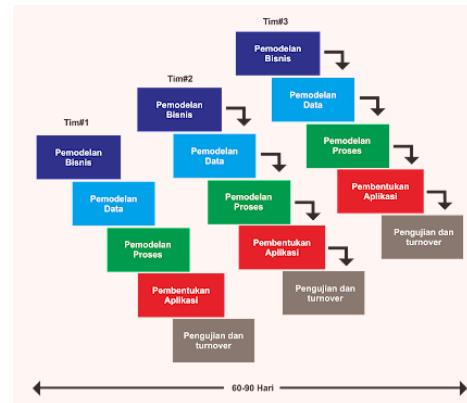 Tim#1
Pemodelan
Bisnis
Pemodelan
Data
Pemodelan
Proses
Pembentukan
Aplikasi
Pengujian dan
turnover
Tim#2
Pemodelan
Bisnis
Pemodelan
Data
Pemodelan
Proses
Pembentukan
Aplikasi
Pengujian dan
turnover
Tim#3
Pemodelan
Bisnis
Pemodelan
Data
Pemodelan
Proses
Pembentukan
Aplikasi
Pengujian dan
turnover
60-90 Hari